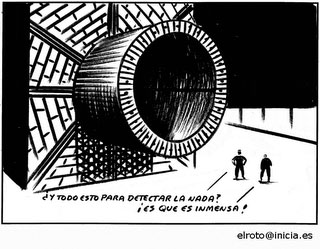 ¿Y TODO ESTO PARA DETECTAR LA NADA?
¡ES QUE ES INMENSA!
elroto@inicia.es